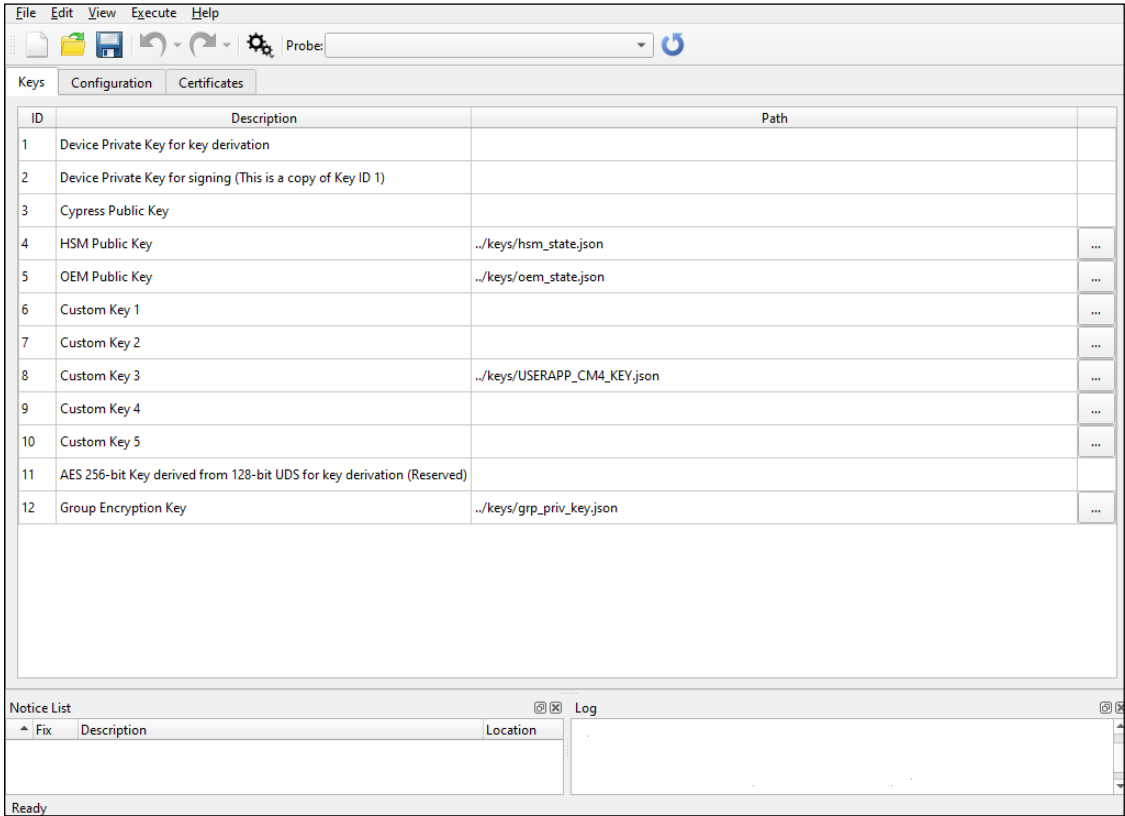 File Edit View Execute Help
Probe:
Keys Configuration Certificates
ID Description Path
1 Device Private Key for key derivation
2 Device Private Key for signing (This is a copy of Key ID 1)
3 Cypress Public Key
4 HSM Public Key ../keys/hsm_state.json ...
5 OEM Public Key ../keys/oem_state.json ...
6 Custom Key 1 ...
7 Custom Key 2 ...
8 Custom Key 3 ../keys/USERAPP_CM4_KEY.json ...
9 Custom Key 4 ...
10 Custom Key 5 ...
11 AES 256-bit Key derived from 128-bit UDS for key derivation (Reserved)
12 Group Encryption Key ../keys/grp_priv_key.json ...
Notice List Log
Fix Description Location
Ready